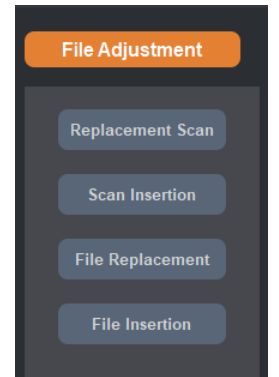 File Adjustment
Replacement Scan
Scan Insertion
File Replacement
File Insertion